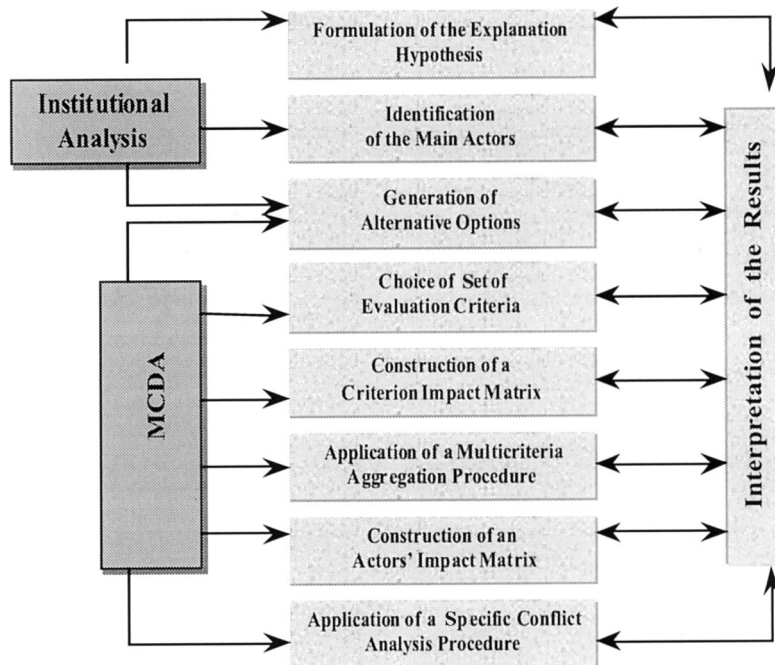 Formulation of the Explanation
Hypothesis
Institutional
Analysis
Identification
of the Main Actors
Generation of
Alternative Options
Choice of Set of
Evaluation Criteria
Construction of a
Criterion Impact Matrix
MCDA
Application of a Multicriteria
Aggregation Procedure
Construction of an
Actors' Impact Matrix
Application of a Specific Conflict
Analysis Procedure
Interpretation of the Results